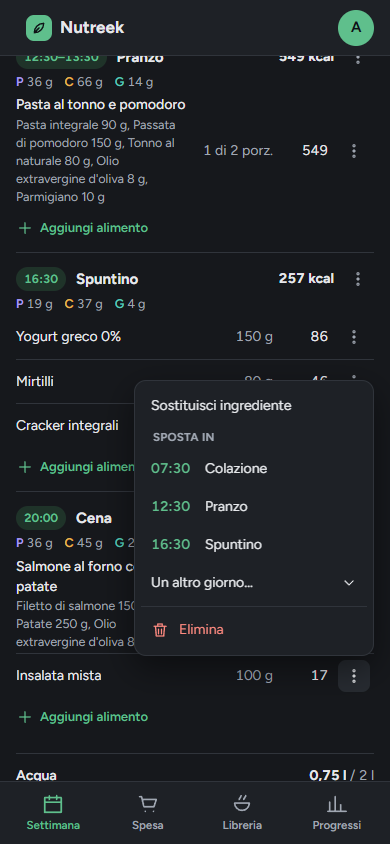 Nutreek
A
12:30–13:30 Pranzo 549 kcal
P 36 g C 66 g G 14 g
Pasta al tonno e pomodoro
Pasta integrale 90 g, Passata
di pomodoro 150 g, Tonno al
naturale 80 g, Olio
extravergine d'oliva 8 g,
Parmigiano 10 g
1 di 2 porz. 549
+ Aggiungi alimento
16:30 Spuntino 257 kcal
P 19 g C 37 g G 4 g
Yogurt greco 0% 150 g 86
Mirtilli
Cracker integrali
Sostituisci ingrediente
SPOSTA IN
07:30 Colazione
12:30 Pranzo
16:30 Spuntino
Un altro giorno...
Elimina
+ Aggiungi
20:00 Cena
P 36 g C 45 g G
Salmone al forno
patate
Filetto di salmone
Patate 250 g, Olio
extravergine d'oliva
Insalata mista 100 g 17
+ Aggiungi alimento
Acqua 0,75 l / 2 l
Settimana
Spesa
Libreria
Progressi